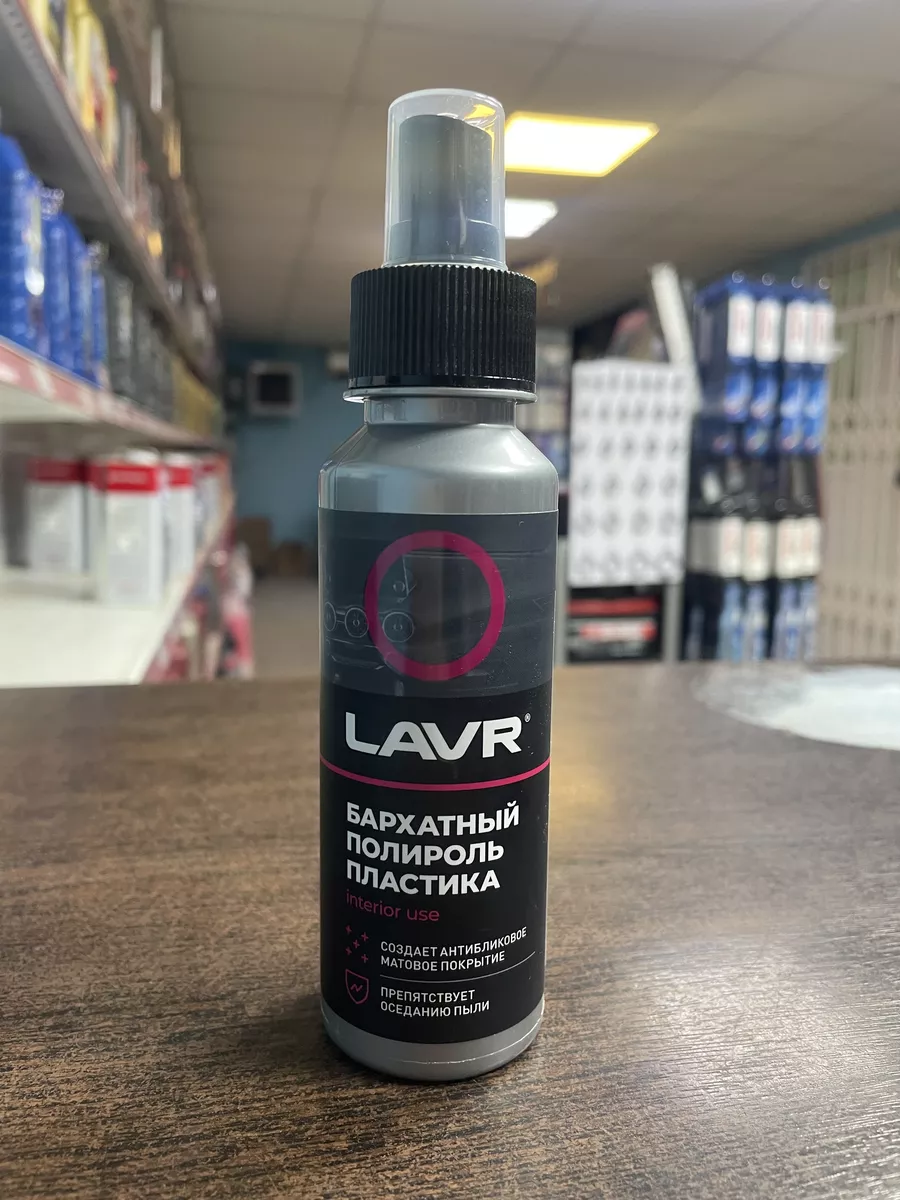 LAVR®
БАРХАТНЫЙ
ПОЛИРОЛЬ
ПЛАСТИКА
interior use
СОЗДАЕТ АНТИБЛИКОВОЕ
МАТОВОЕ ПОКРЫТИЕ
ПРЕПЯТСТВУЕТ
ОСЕДАНИЮ ПЫЛИ